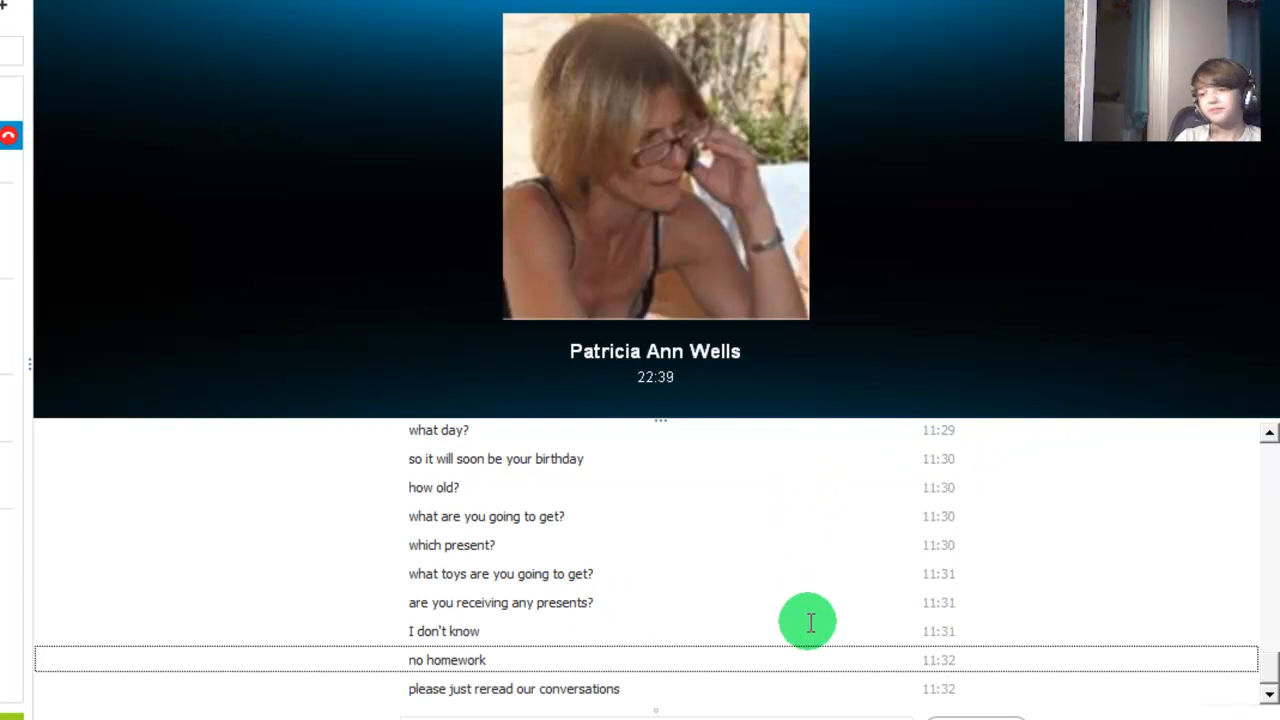 Patricia Ann Wells
22:39
what day? 11:29
so it will soon be your birthday 11:30
how old? 11:30
what are you going to get? 11:30
which present? 11:30
what toys are you going to get? 11:31
are you receiving any presents? 11:31
I don't know 11:31
no homework 11:32
please just reread our conversations 11:32